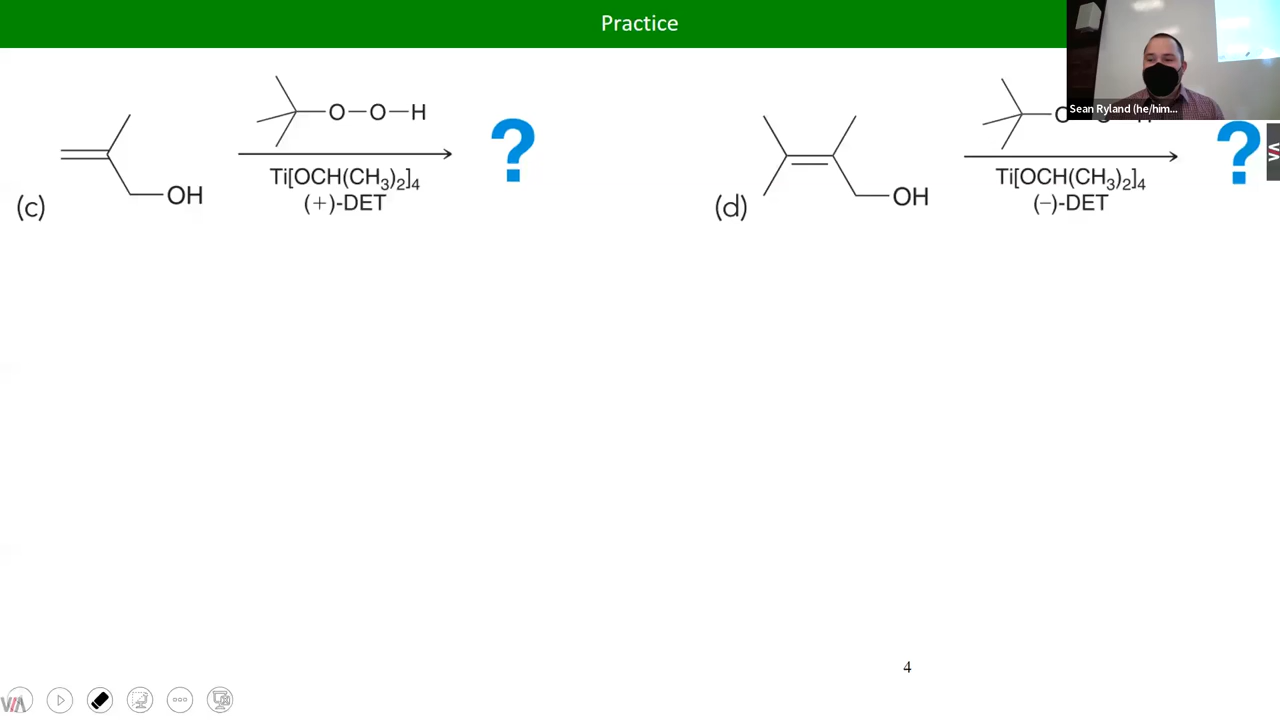 Practice
Sean Ryland (he/him...
O—O—H
OH
Ti[OCH(CH₃)₂]₄
(+)-DET
?
(c)
OH
Ti[OCH(CH₃)₂]₄
(−)-DET
?
(d)
4